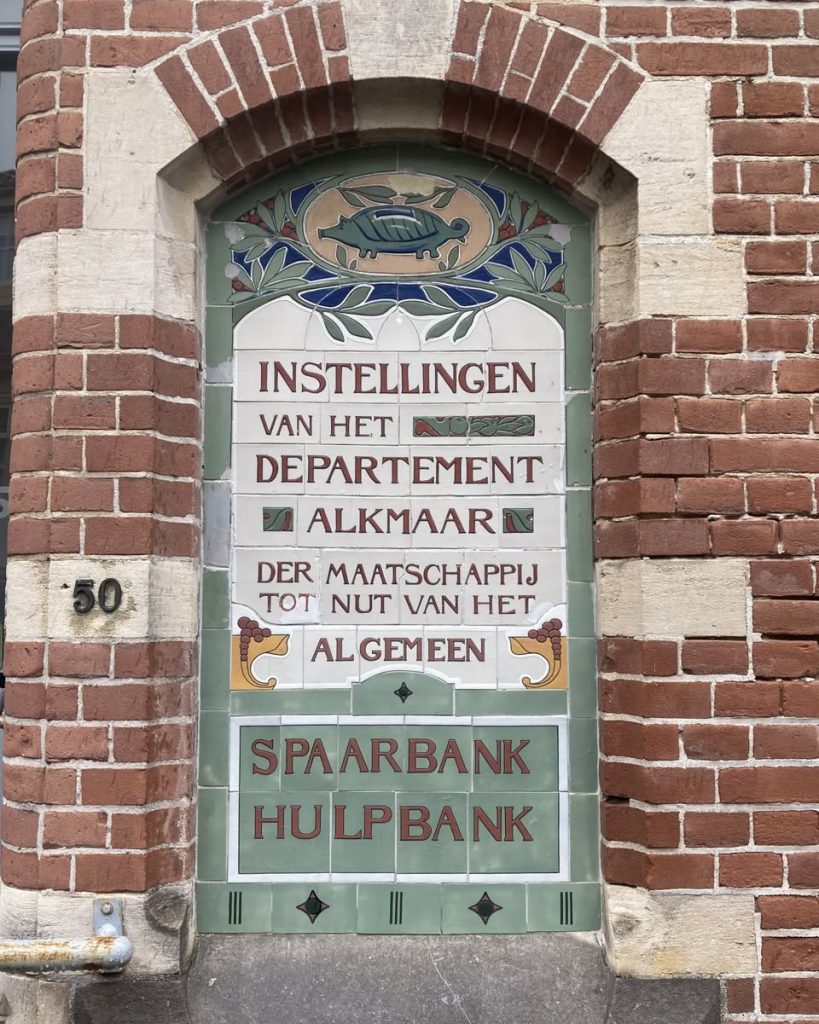 INSTELLINGEN
VAN HET
DEPARTEMENT
ALKMAAR
DER MAATSCHAPPIJ
TOT NUT VAN HET
ALGEMEEN
50
SPAARBANK
HULPBANK